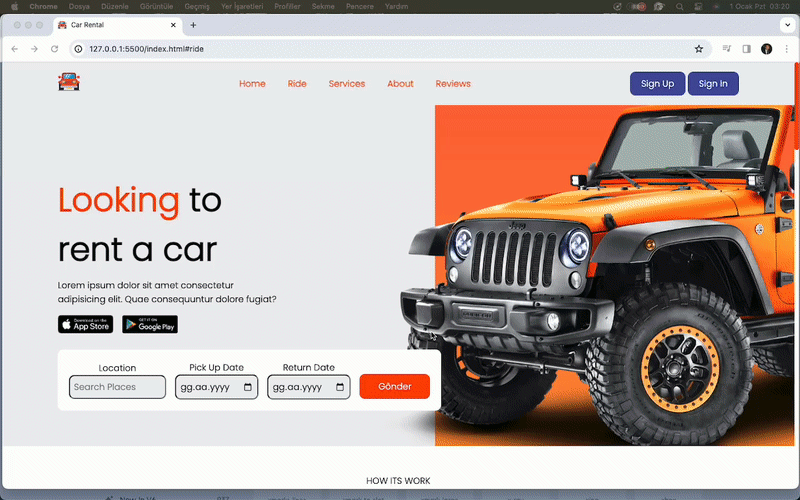 Chrome Dosya Düzenle Görüntüle Geçmiş Yer İşaretleri Profiller Sekme Pencere Yardım 1 Ocak Pzt 03:20
Car Rental
127.0.0.1:5500/index.html#ride
Home Ride Services About Reviews Sign Up Sign In
Looking to
rent a car
Lorem ipsum dolor sit amet consectetur
adipisicing elit. Quae consequuntur dolore fugiat?
Download on the App Store GET IT ON Google Play
Location Pick Up Date Return Date
Search Places gg.aa.yyyy gg.aa.yyyy Gönder
Jeep
HOW ITS WORK